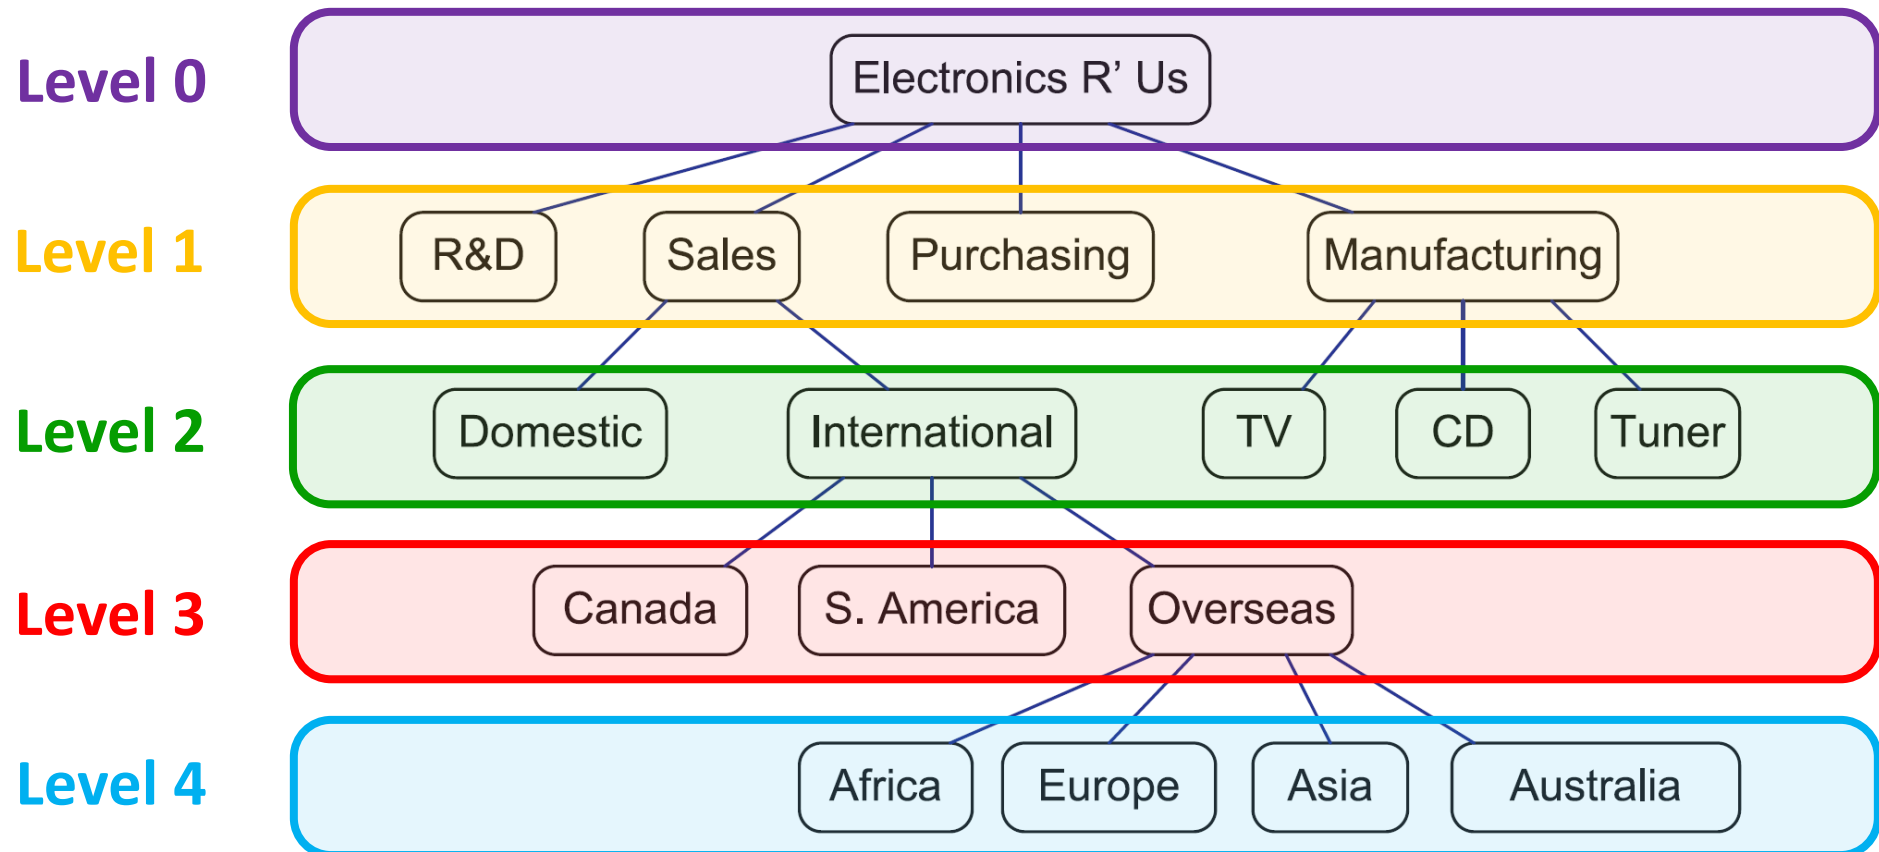 Level 0
Electronics R’ Us
Level 1
R&D
Sales
Purchasing
Manufacturing
Level 2
Domestic
International
TV
CD
Tuner
Level 3
Canada
S. America
Overseas
Level 4
Africa
Europe
Asia
Australia